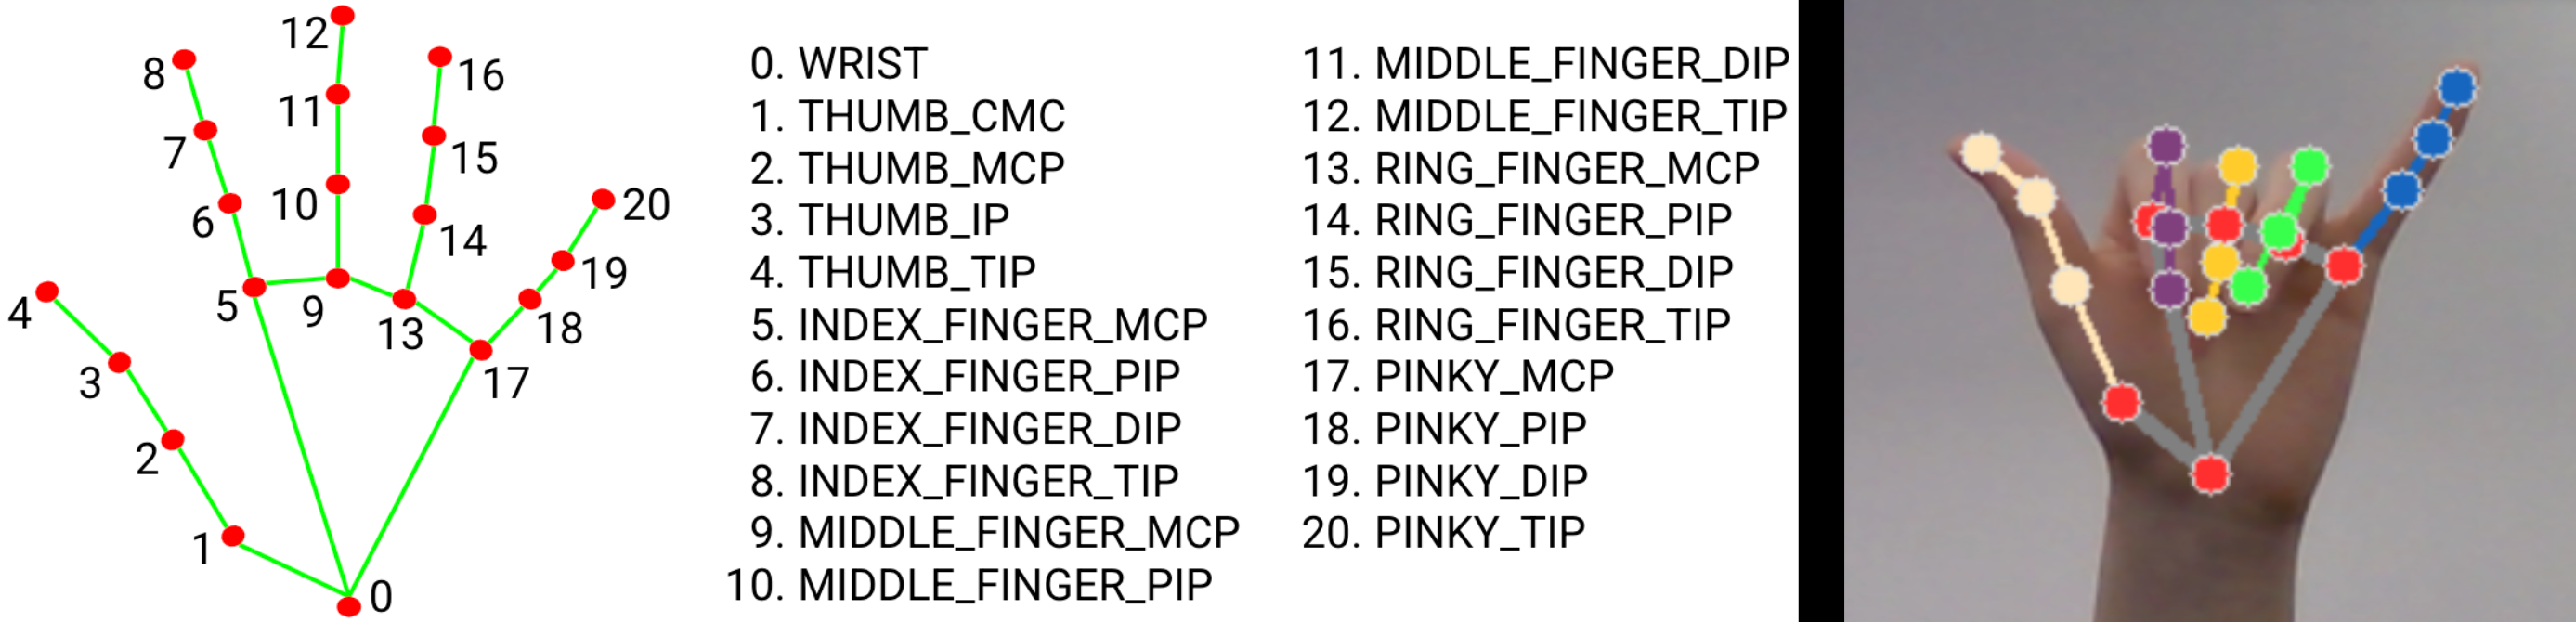 12
8
16
11
7
15
10
6
14
20
19
4
5
9
13
18
3
17
2
1
0
0. WRIST
1. THUMB_CMC
2. THUMB_MCP
3. THUMB_IP
4. THUMB_TIP
5. INDEX_FINGER_MCP
6. INDEX_FINGER_PIP
7. INDEX_FINGER_DIP
8. INDEX_FINGER_TIP
9. MIDDLE_FINGER_MCP
10. MIDDLE_FINGER_PIP
11. MIDDLE_FINGER_DIP
12. MIDDLE_FINGER_TIP
13. RING_FINGER_MCP
14. RING_FINGER_PIP
15. RING_FINGER_DIP
16. RING_FINGER_TIP
17. PINKY_MCP
18. PINKY_PIP
19. PINKY_DIP
20. PINKY_TIP